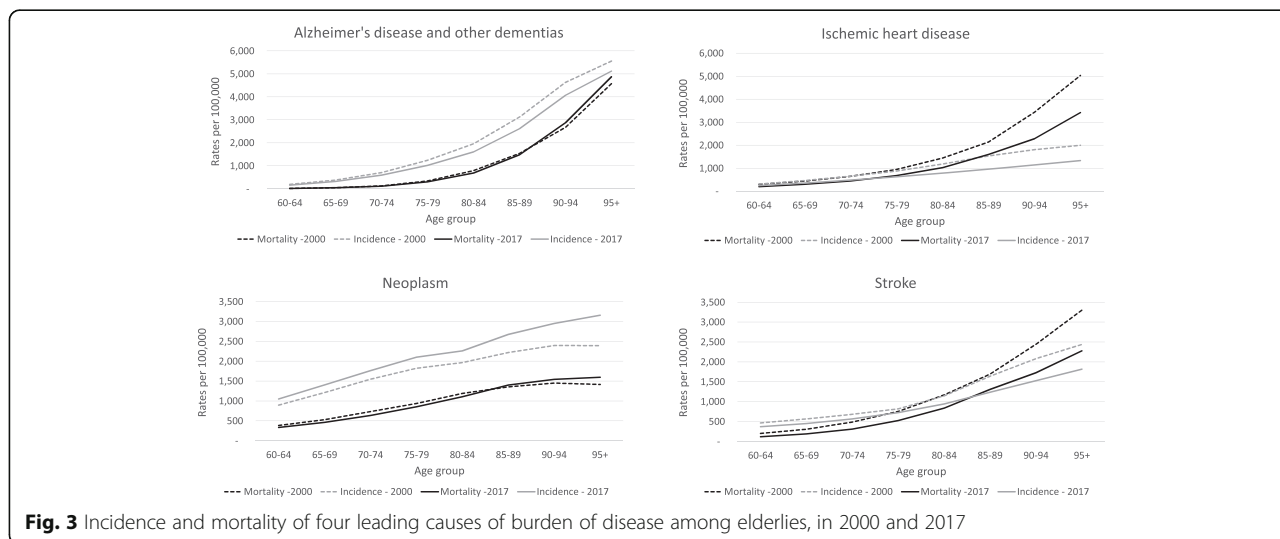 Alzheimer's disease and other dementias
6,000
5,000
4,000
3,000
2,000
1,000
-
Rates per 100,000
60-64 65-69 70-74 75-79 80-84 85-89 90-94 95+
Age group
Mortality -2000 Incidence - 2000 Mortality -2017 Incidence - 2017
Ischemic heart disease
6,000
5,000
4,000
3,000
2,000
1,000
-
Rates per 100,000
60-64 65-69 70-74 75-79 80-84 85-89 90-94 95+
Age group
Mortality -2000 Incidence - 2000 Mortality -2017 Incidence - 2017
Neoplasm
3,500
3,000
2,500
2,000
1,500
1,000
500
-
Rates per 100,000
60-64 65-69 70-74 75-79 80-84 85-89 90-94 95+
Age group
Mortality -2000 Incidence - 2000 Mortality -2017 Incidence - 2017
Stroke
3,500
3,000
2,500
2,000
1,500
1,000
500
-
Rates per 100,000
60-64 65-69 70-74 75-79 80-84 85-89 90-94 95+
Age group
Mortality -2000 Incidence - 2000 Mortality -2017 Incidence - 2017
Fig. 3 Incidence and mortality of four leading causes of burden of disease among elderlies, in 2000 and 2017